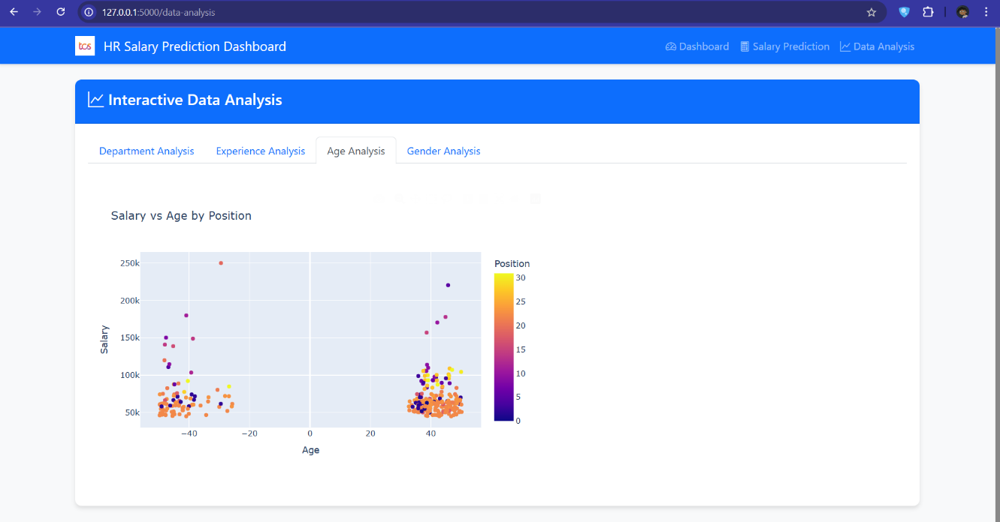 127.0.0.1:5000/data-analysis
tcs HR Salary Prediction Dashboard Dashboard Salary Prediction Data Analysis
Interactive Data Analysis
Department Analysis Experience Analysis Age Analysis Gender Analysis
Salary vs Age by Position
Position
250k
200k
150k
100k
50k
Salary
−40 −20 0 20 40
Age
30
25
20
15
10
5
0